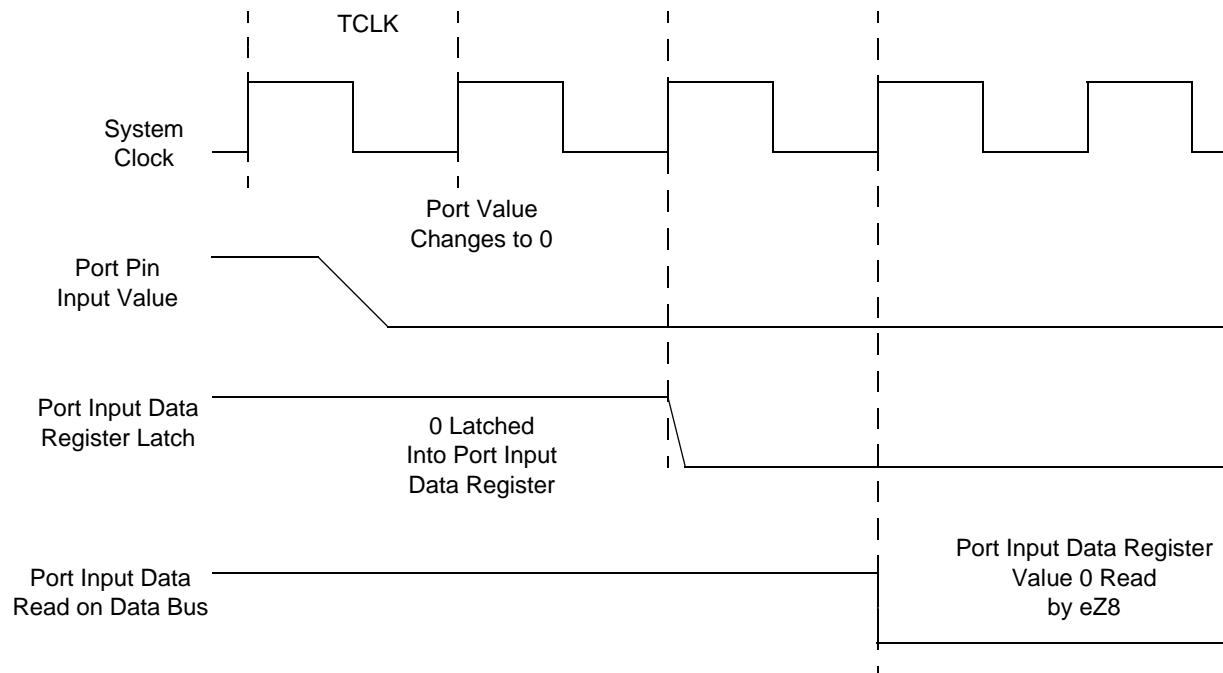 TCLK
System
Clock
Port Value
Changes to 0
Port Pin
Input Value
Port Input Data
Register Latch
0 Latched
Into Port Input
Data Register
Port Input Data
Read on Data Bus
Port Input Data Register
Value 0 Read
by eZ8